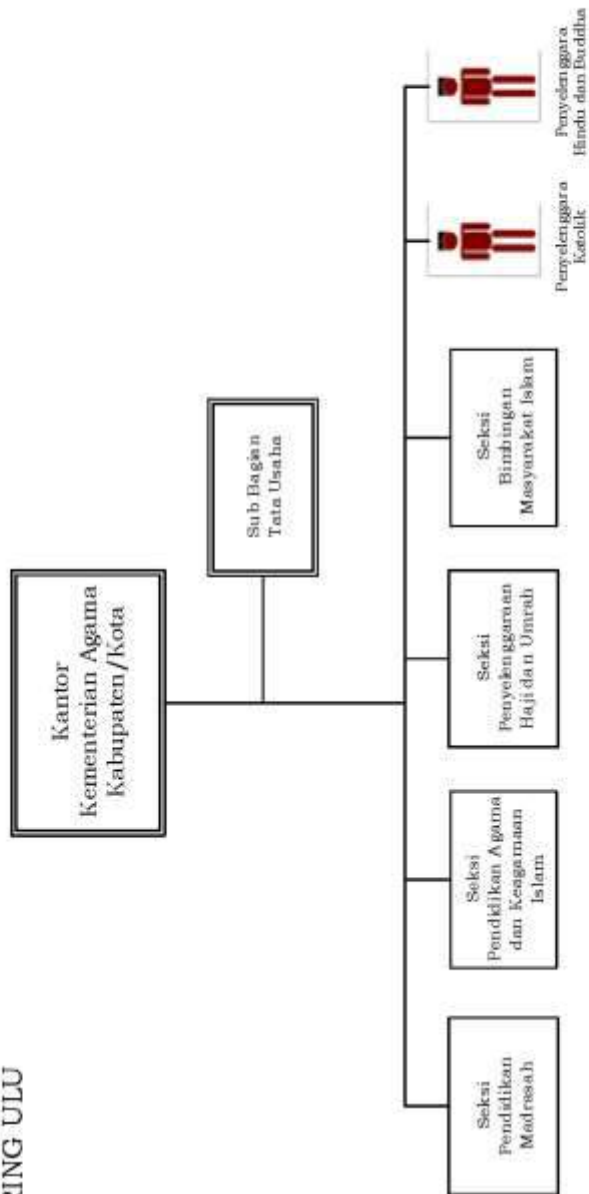 RING ULU
Kantor
Kementerian Agama
Kabupaten/Kota
Sub Bagian
Tata Usaha
Seksi
Pendidikan
Madrasah
Seksi
Pendidikan Agama
dan Keagamaan
Islam
Seksi
Penyelenggaraan
Haji dan Umrah
Seksi
Bimbingan
Masyarakat Islam
Penyelenggara
Katolik
Penyelenggara
Hindu dan Buddha